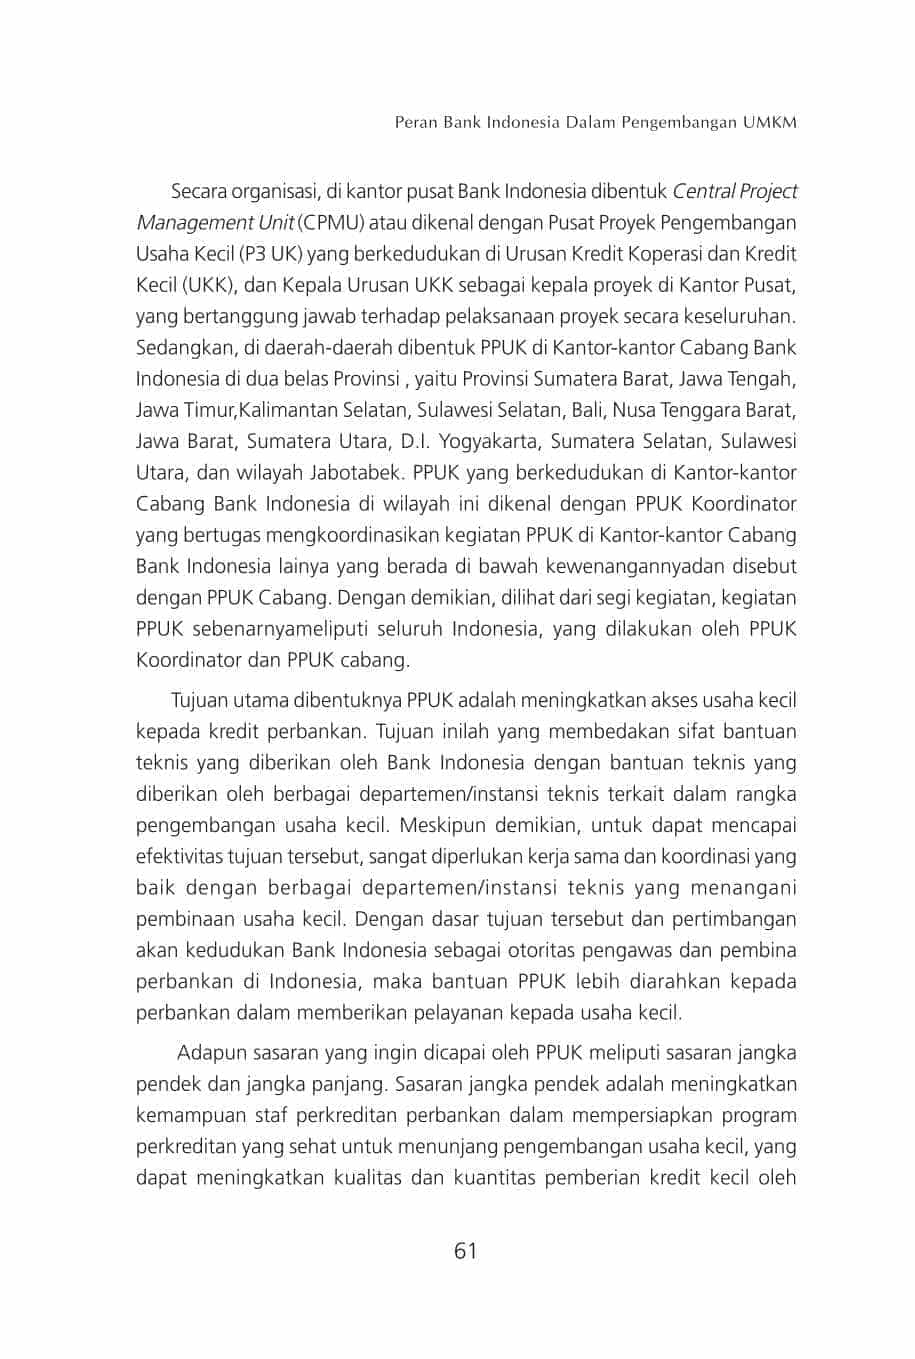 Peran Bank Indonesia Dalam Pengembangan UMKM
Secara organisasi, di kantor pusat Bank Indonesia dibentuk Central Project
Management Unit (CPMU) atau dikenal dengan Pusat Proyek Pengembangan
Usaha Kecil (P3 UK) yang berkedudukan di Urusan Kredit Koperasi dan Kredit
Kecil (UKK), dan Kepala Urusan UKK sebagai kepala proyek di Kantor Pusat,
yang bertanggung jawab terhadap pelaksanaan proyek secara keseluruhan.
Sedangkan, di daerah-daerah dibentuk PPUK di Kantor-kantor Cabang Bank
Indonesia di dua belas Provinsi , yaitu Provinsi Sumatera Barat, Jawa Tengah,
Jawa Timur,Kalimantan Selatan, Sulawesi Selatan, Bali, Nusa Tenggara Barat,
Jawa Barat, Sumatera Utara, D.I. Yogyakarta, Sumatera Selatan, Sulawesi
Utara, dan wilayah Jabotabek. PPUK yang berkedudukan di Kantor-kantor
Cabang Bank Indonesia di wilayah ini dikenal dengan PPUK Koordinator
yang bertugas mengkoordinasikan kegiatan PPUK di Kantor-kantor Cabang
Bank Indonesia lainya yang berada di bawah kewenangannyadan disebut
dengan PPUK Cabang. Dengan demikian, dilihat dari segi kegiatan, kegiatan
PPUK sebenarnyameliputi seluruh Indonesia, yang dilakukan oleh PPUK
Koordinator dan PPUK cabang.
Tujuan utama dibentuknya PPUK adalah meningkatkan akses usaha kecil
kepada kredit perbankan. Tujuan inilah yang membedakan sifat bantuan
teknis yang diberikan oleh Bank Indonesia dengan bantuan teknis yang
diberikan oleh berbagai departemen/instansi teknis terkait dalam rangka
pengembangan usaha kecil. Meskipun demikian, untuk dapat mencapai
efektivitas tujuan tersebut, sangat diperlukan kerja sama dan koordinasi yang
baik dengan berbagai departemen/instansi teknis yang menangani
pembinaan usaha kecil. Dengan dasar tujuan tersebut dan pertimbangan
akan kedudukan Bank Indonesia sebagai otoritas pengawas dan pembina
perbankan di Indonesia, maka bantuan PPUK lebih diarahkan kepada
perbankan dalam memberikan pelayanan kepada usaha kecil.
Adapun sasaran yang ingin dicapai oleh PPUK meliputi sasaran jangka
pendek dan jangka panjang. Sasaran jangka pendek adalah meningkatkan
kemampuan staf perkreditan perbankan dalam mempersiapkan program
perkreditan yang sehat untuk menunjang pengembangan usaha kecil, yang
dapat meningkatkan kualitas dan kuantitas pemberian kredit kecil oleh
61